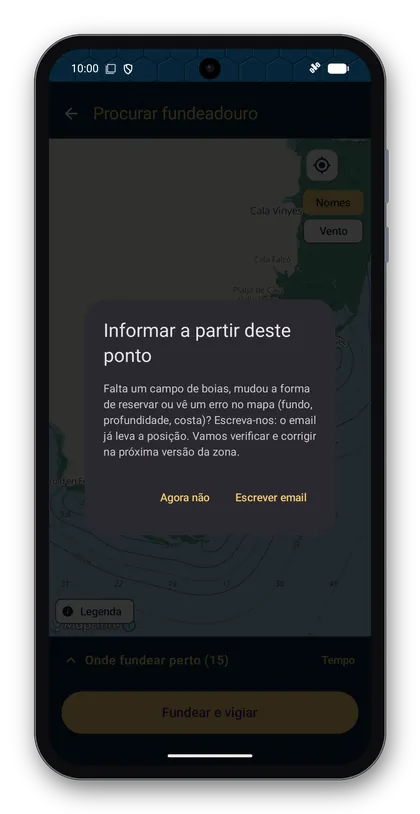 10:00
Procurar fundeadouro
Nomes
Cala Vinyes
Vento
Cala Falcó
Informar a partir deste
ponto
Falta um campo de boias, mudou a forma
de reservar ou vê um erro no mapa (fundo,
profundidade, costa)? Escreva-nos: o email
já leva a posição. Vamos verificar e corrigir
na próxima versão da zona.
Agora não
Escrever email
Legenda
Onde fundear perto (15)
Tempo
Fundear e vigiar